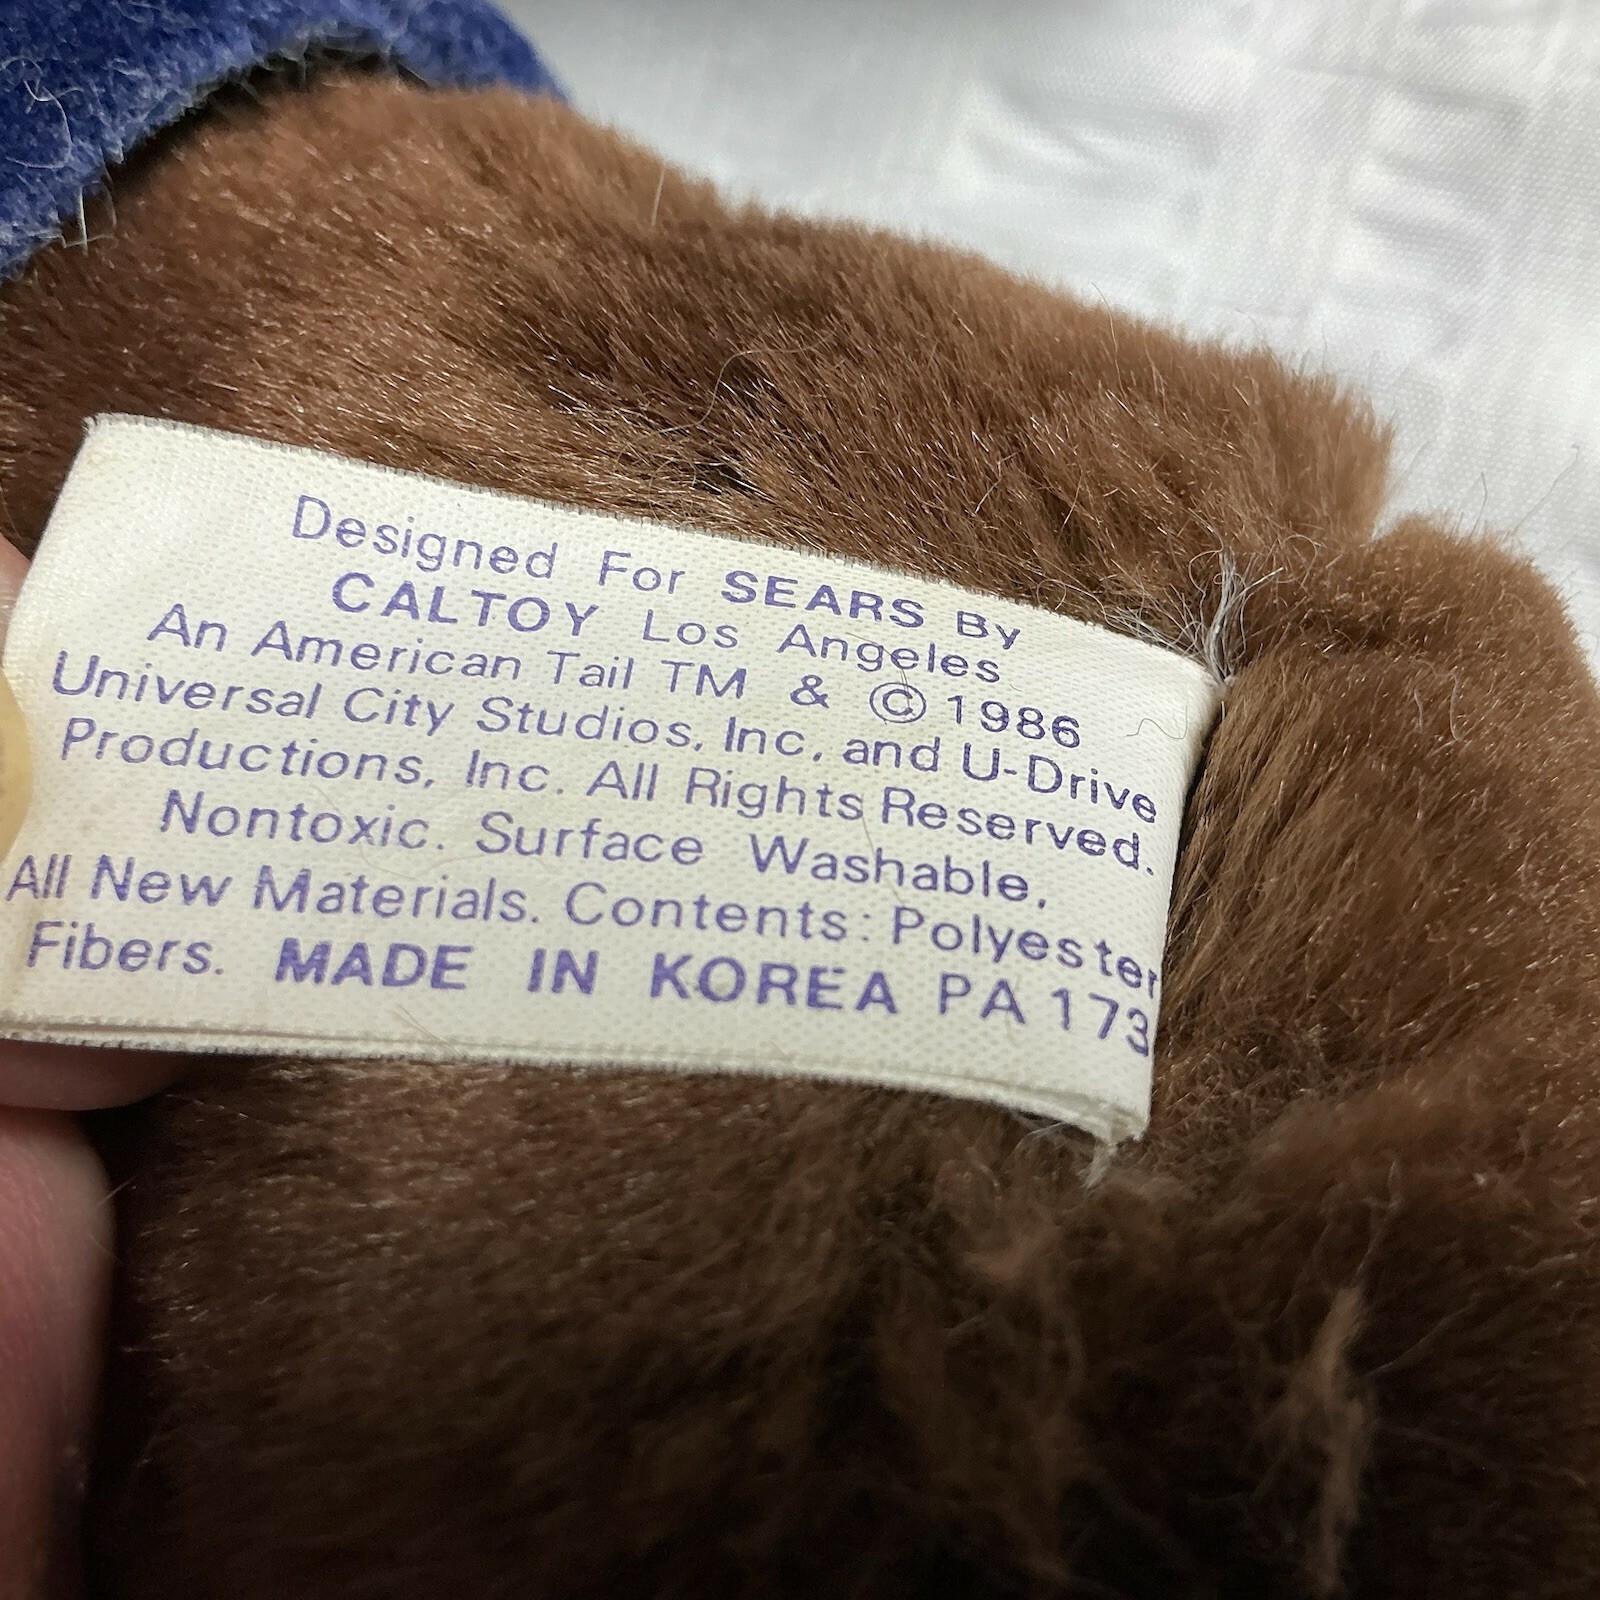 Designed For SEARS By
CALTOY Los Angeles
An American Tail TM & © 1986
Universal City Studios, Inc. and U-Drive
Productions, Inc. All Rights Reserved.
Nontoxic. Surface Washable,
All New Materials. Contents: Polyester
Fibers. MADE IN KOREA PA 173